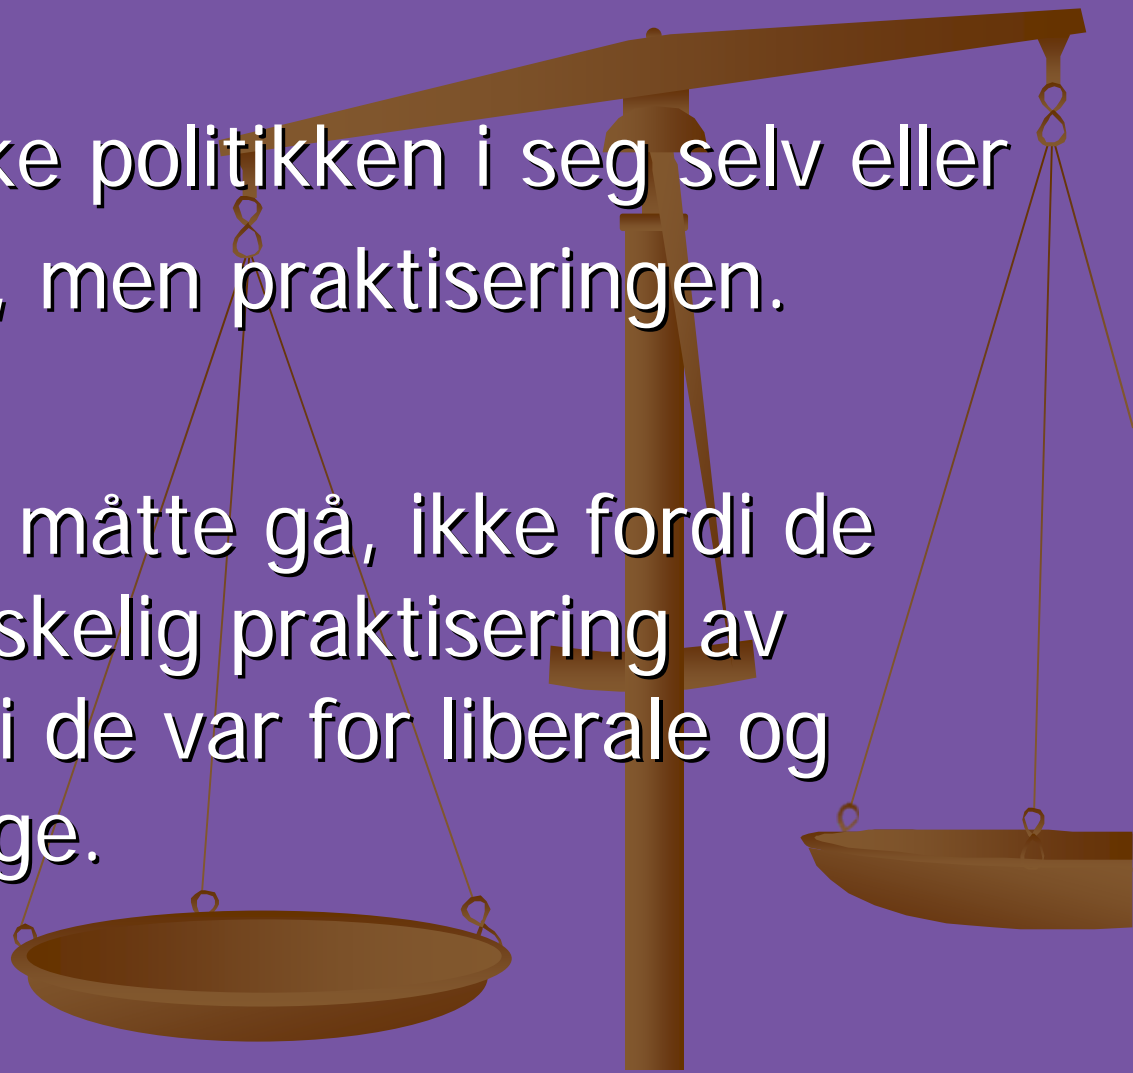 ke politikken i seg selv eller
, men praktiseringen.
måtte gå, ikke fordi de
skelig praktisering av
i de var for liberale og
ge.